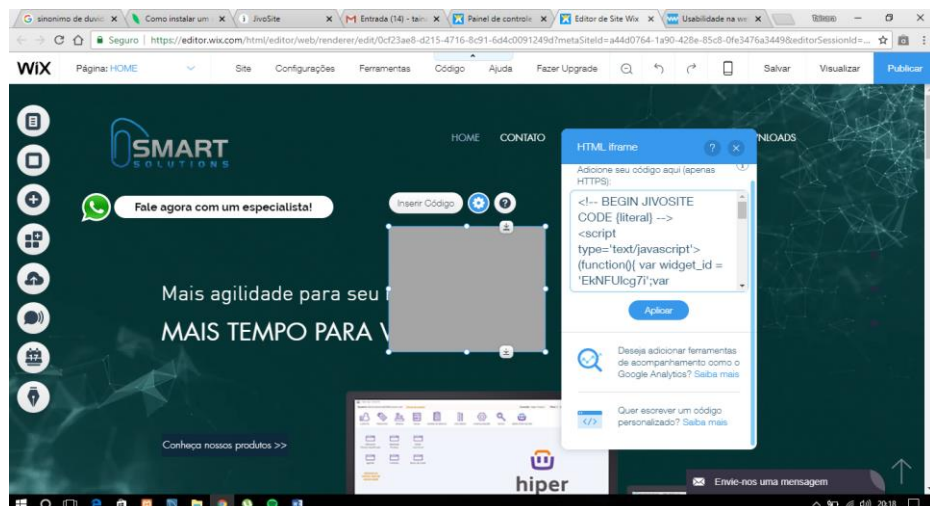 sinonimo de duvid
Como instalar um
JivoSite
Entrada (14) - tain
Painel de controle
Editor de Site Wix
Usabilidade na we
Seguro | https://editor.wix.com/html/editor/web/renderer/edit/0cf23ae8-d215-4716-8c91-6d4c0091249d?metaSiteId=a44d0764-1a90-428e-85c8-0fe3476a3449&editorSessionId=...
WiX
Página: HOME
Site
Configurações
Ferramentas
Código
Ajuda
Fazer Upgrade
Salvar
Visualizar
Publicar
SMART
SOLUTIONS
HOME
CONTATO
NLOADS
Fale agora com um especialista!
Inserir Código
HTML iframe
Adicione seu código aqui (apenas
HTTPS):
<!-- BEGIN JIVOSITE
CODE {literal} -->
<script
type='text/javascript'>
(function(){ var widget_id =
'EkNFUlcg7i';var
Aplicar
Deseja adicionar ferramentas
de acompanhamento como o
Google Analytics? Saiba mais
Quer escrever um código
personalizado? Saiba mais
Mais agilidade para seu
MAIS TEMPO PARA V
Conheça nossos produtos >>
hiper
Envie-nos uma mensagem
20:18